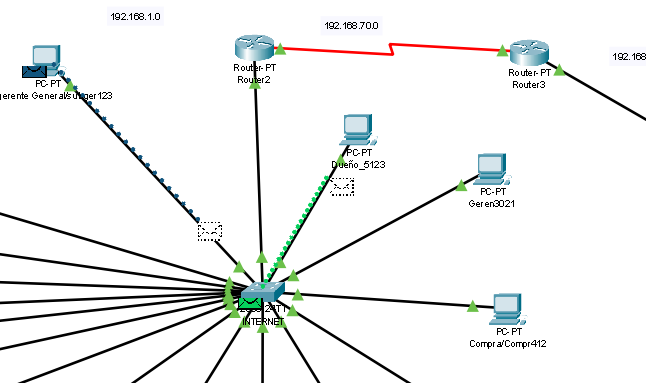 192.168.1.0
192.168.70.0
192.168
Router-PT
Router2
Router-PT
Router3
PC-PT
gerente General/sutger123
PC-PT
Dueño_5123
PC-PT
Geren3021
INTERNET
PC-PT
Compra/Compr412